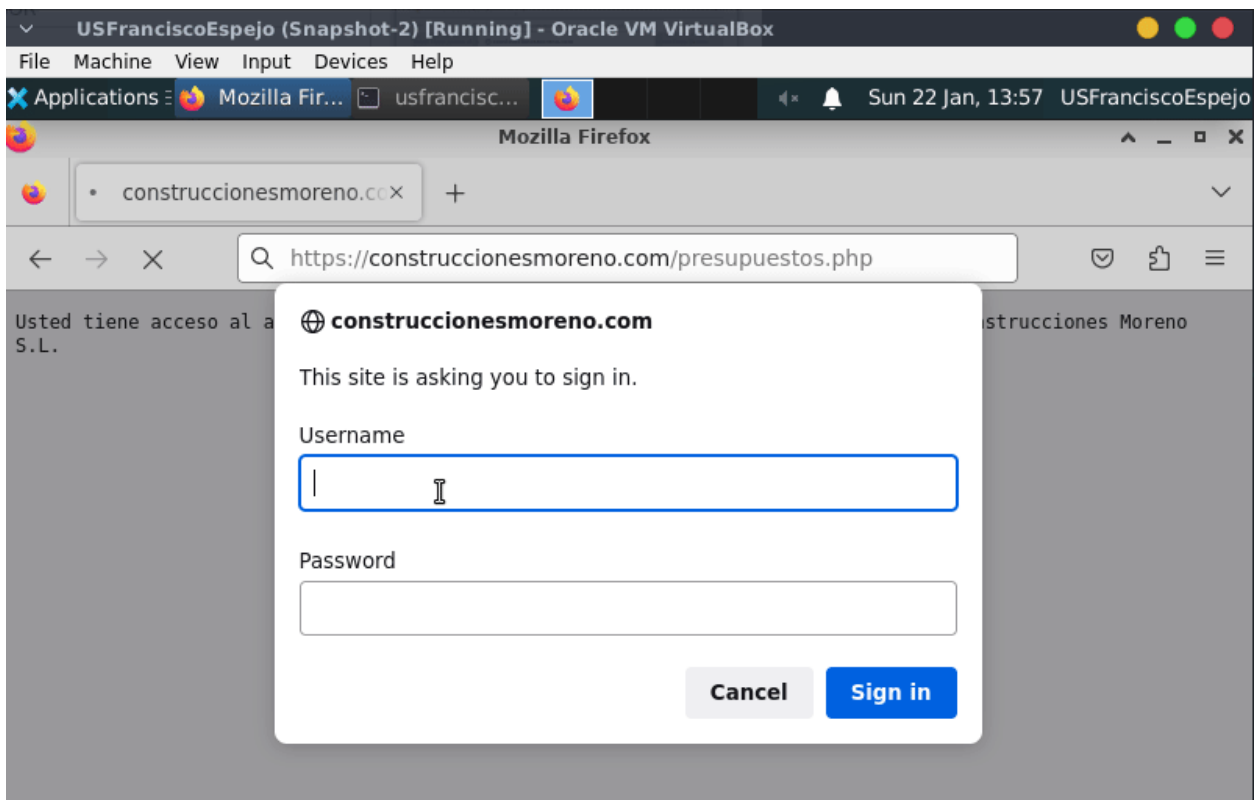 USFranciscoEspejo (Snapshot-2) [Running] - Oracle VM VirtualBox
File Machine View Input Devices Help
Applications Mozilla Fir... usfrancisc... Sun 22 Jan, 13:57 USFranciscoEspejo
Mozilla Firefox
construccionesmoreno.co
https://construccionesmoreno.com/presupuestos.php
Usted tiene acceso al a nstrucciones Moreno
S.L.
construccionesmoreno.com
This site is asking you to sign in.
Username
Password
Cancel Sign in